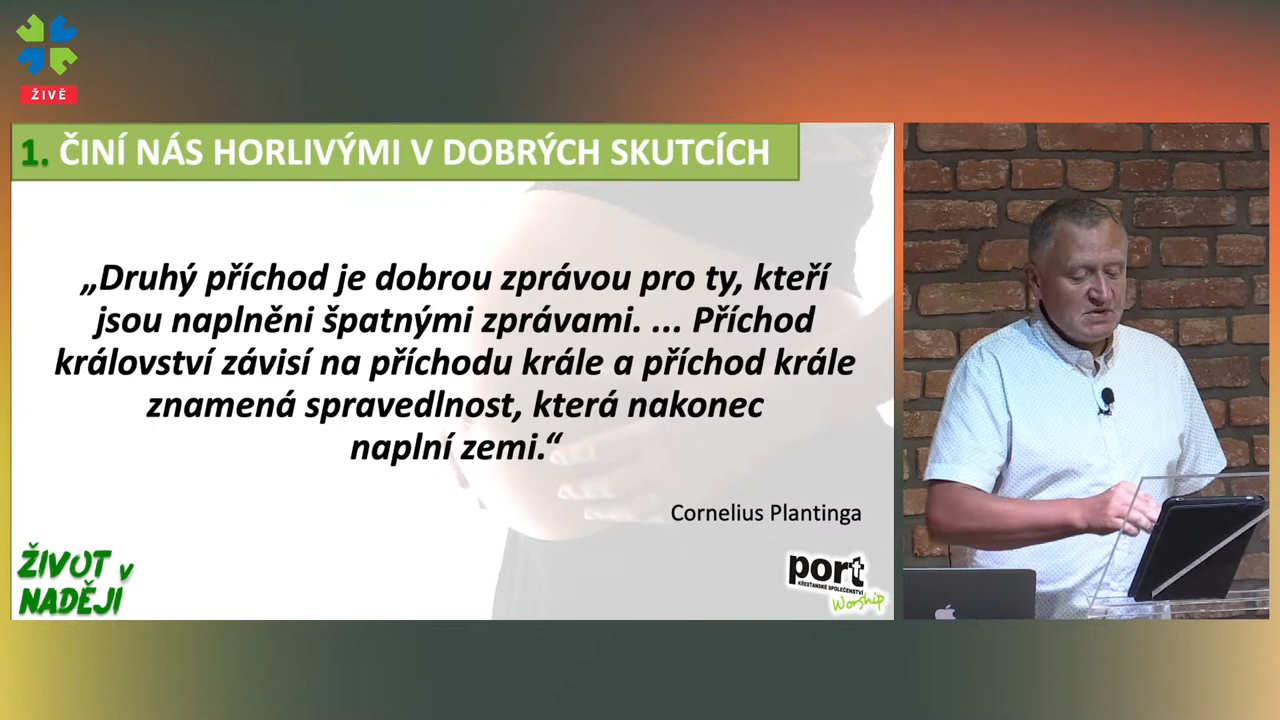 ŽIVĚ
1. ČINÍ NÁS HORLIVÝMI V DOBRÝCH SKUTCÍCH
„Druhý příchod je dobrou zprávou pro ty, kteří
jsou naplněni špatnými zprávami. ... Příchod
království závisí na příchodu krále a příchod krále
znamená spravedlnost, která nakonec
naplní zemi.“
Cornelius Plantinga
ŽIVOT v
NADĚJI
port
KŘESŤANSKÉ SPOLEČENSTVÍ
Worship